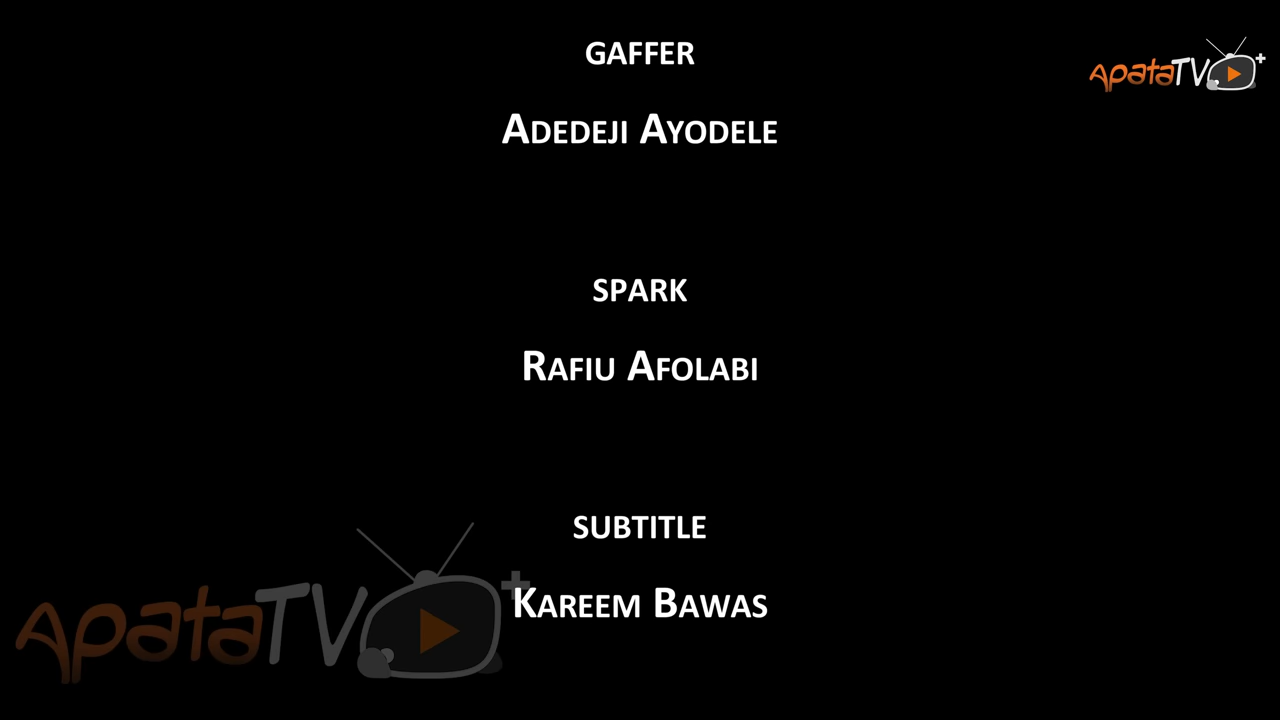 GAFFER
ApataTV+
ADEDEJI AYODELE
SPARK
RAFIU AFOLABI
SUBTITLE
KAREEM BAWAS
ApataTV+